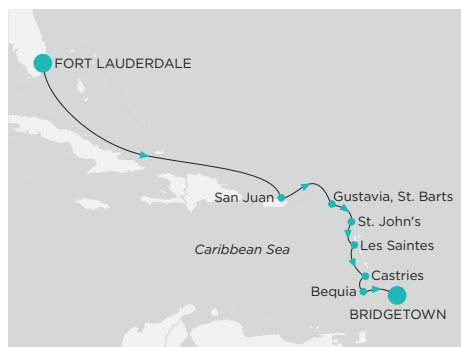 FORT LAUDERDALE
San Juan
Gustavia, St. Barts
St. John's
Caribbean Sea
Les Saintes
Castries
Bequia
BRIDGETOWN